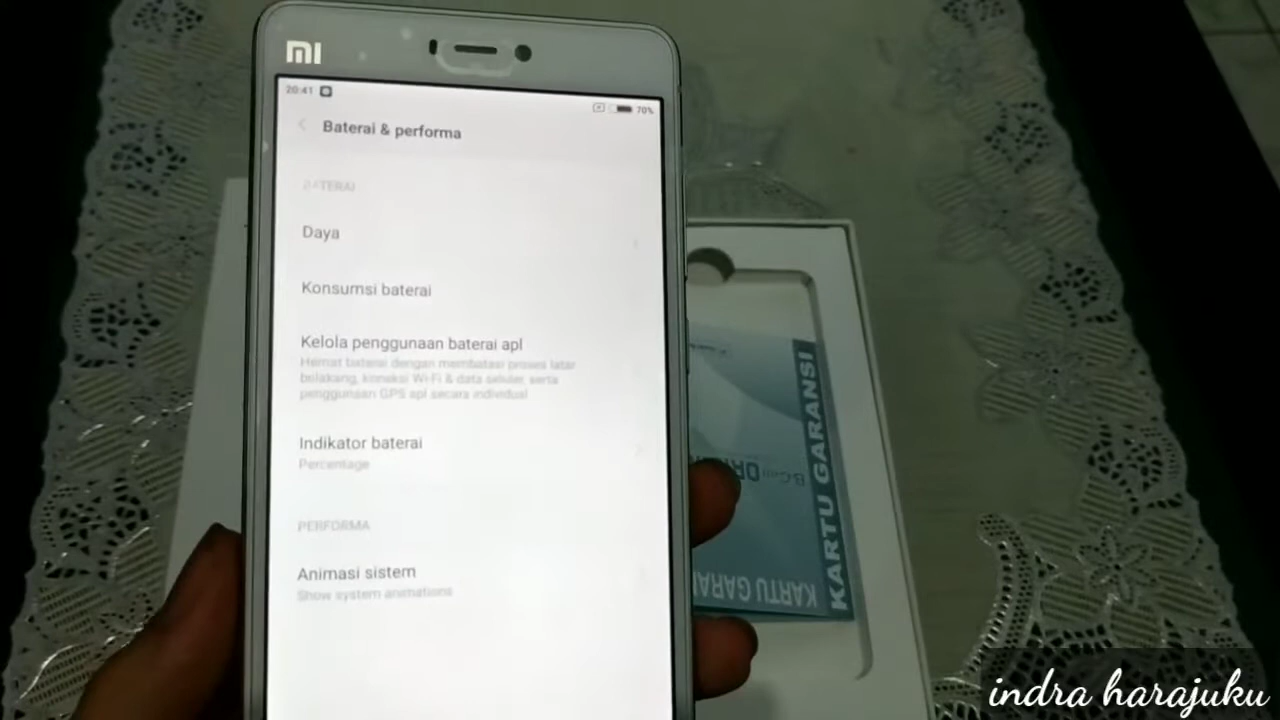 MI
20:41
70%
Baterai & performa
BATERAI
Daya
Konsumsi baterai
Kelola penggunaan baterai apl
Hemat baterai dengan membatasi proses latar
belakang, koneksi Wi-Fi & data seluler, serta
penggunaan GPS apl secara individual
Indikator baterai
Percentage
PERFORMA
Animasi sistem
Show system animations
KARTU GARANSI
B-Cell
KARTU
indra harajuku